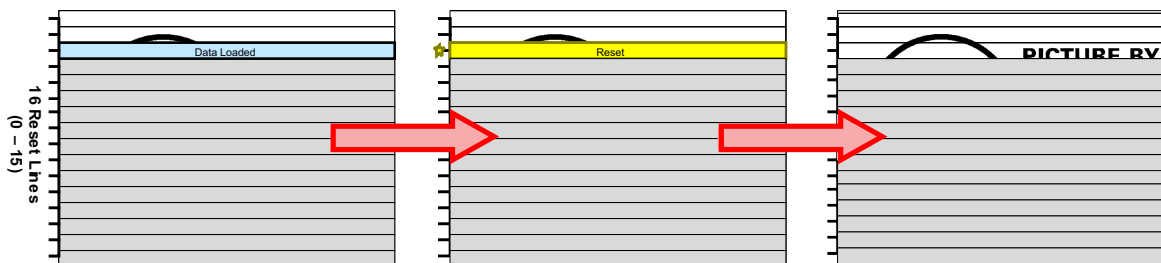 16 Reset Lines
(0 – 15)
Data Loaded
Reset
PICTURE BY